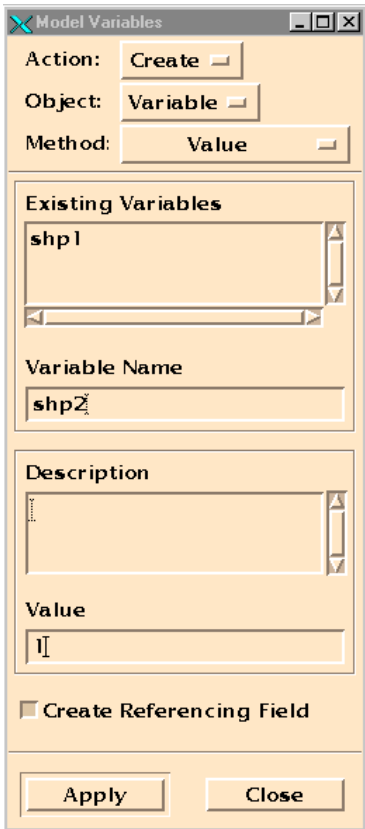 Model Variables
Action: Create
Object: Variable
Method: Value
Existing Variables
shp1
Variable Name
shp2
Description
Value
1
Create Referencing Field
Apply Close